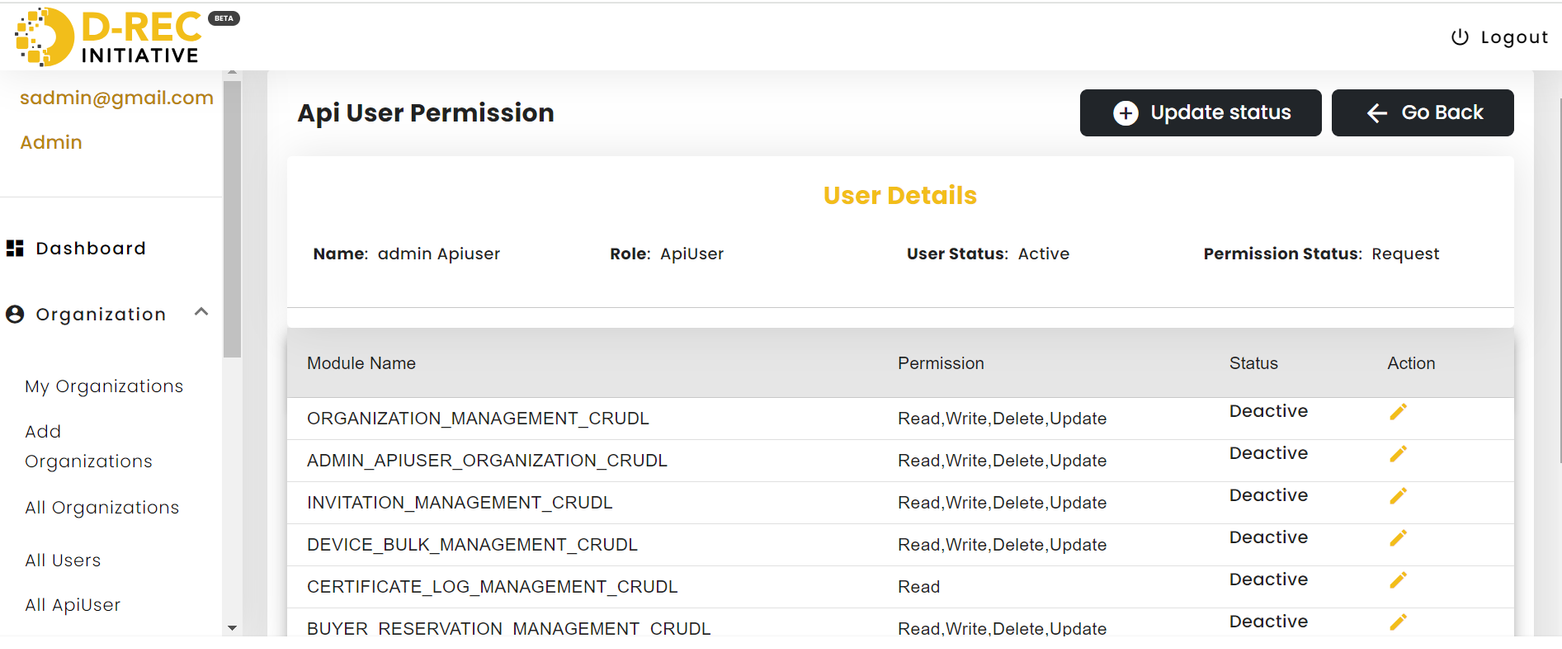 D-REC BETA
INITIATIVE
Logout
sadmin@gmail.com
Admin
Dashboard
Organization
My Organizations
Add
Organizations
All Organizations
All Users
All ApiUser
Api User Permission
Update status
Go Back
User Details
Name: admin Apiuser Role: ApiUser User Status: Active Permission Status: Request
Module Name Permission Status Action
ORGANIZATION_MANAGEMENT_CRUDL Read,Write,Delete,Update Deactive
ADMIN_APIUSER_ORGANIZATION_CRUDL Read,Write,Delete,Update Deactive
INVITATION_MANAGEMENT_CRUDL Read,Write,Delete,Update Deactive
DEVICE_BULK_MANAGEMENT_CRUDL Read,Write,Delete,Update Deactive
CERTIFICATE_LOG_MANAGEMENT_CRUDL Read Deactive
BUYER_RESERVATION_MANAGEMENT_CRUDL Read,Write,Delete,Update Deactive